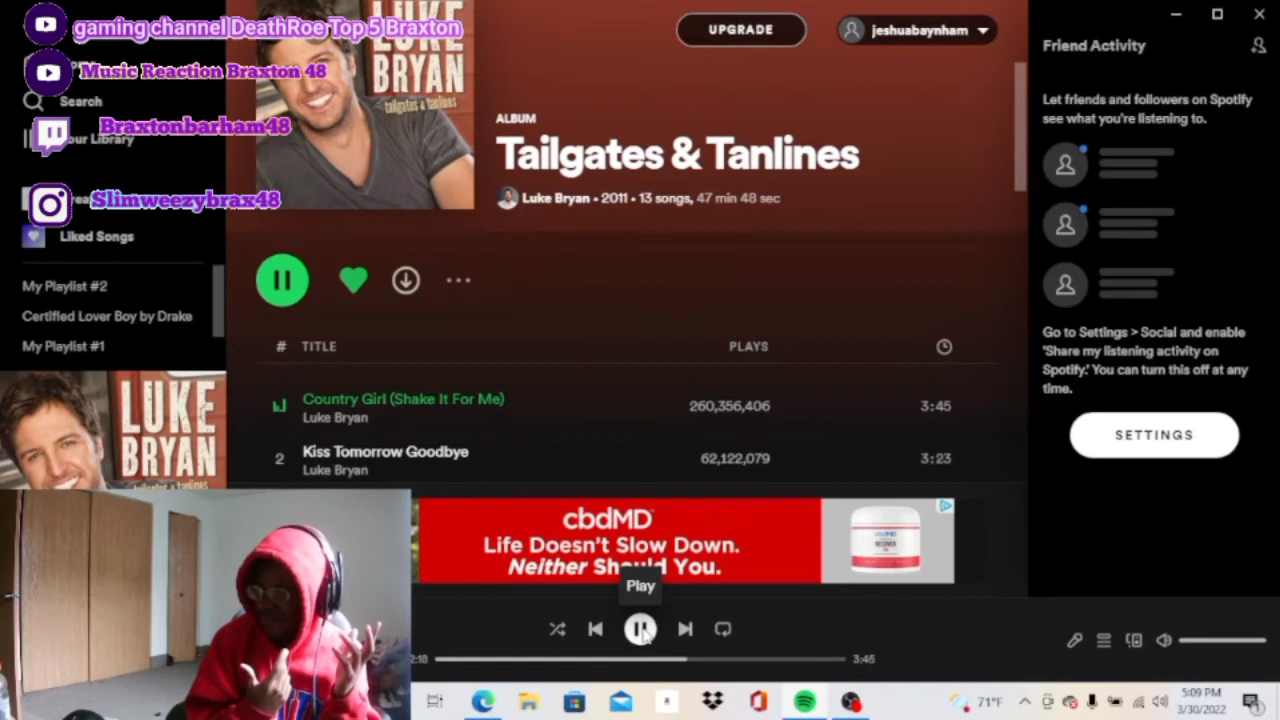 gaming channel DeathRoe Top 5 Braxton
Music Reaction Braxton 48
Search
Braxtonbarham48
our Library
Slimweezybrax48
Liked Songs
My Playlist #2
Certified Lover Boy by Drake
My Playlist #1
LUKE
BRYAN
tailgates & tanlines
UPGRADE
jeshuabaynham
ALBUM
Tailgates & Tanlines
Luke Bryan • 2011 • 13 songs, 47 min 48 sec
# TITLE PLAYS
Country Girl (Shake It For Me) 260,356,406 3:45
Luke Bryan
2 Kiss Tomorrow Goodbye 62,122,079 3:23
Luke Bryan
Friend Activity
Let friends and followers on Spotify
see what you're listening to.
Go to Settings > Social and enable
'Share my listening activity on
Spotify.' You can turn this off at any
time.
SETTINGS
LUKE
BRYAN
cbdMD
Life Doesn't Slow Down.
Neither Should You.
cbdMD
Play
2:18 3:45
71°F
5:09 PM
3/30/2022